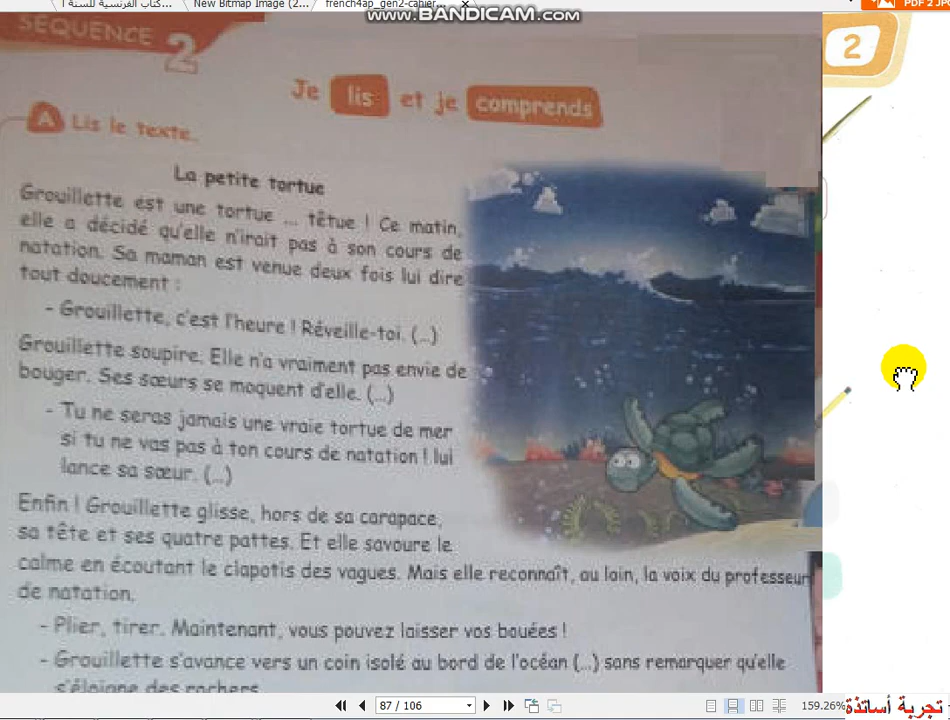 كتاب الفرنسية للسنة ا...
New Bitmap Image (2...
french4ap_gen2-cahier...
www.BANDICAM.com
PDF 2 JPG
SÉQUENCE 2
2
Je lis et je comprends
A Lis le texte.
La petite tortue
Grouillette est une tortue ... têtue ! Ce matin,
elle a décidé qu'elle n'irait pas à son cours de
natation. Sa maman est venue deux fois lui dire
tout doucement :
- Grouillette, c'est l'heure ! Réveille-toi. (...)
Grouillette soupire. Elle n'a vraiment pas envie de
bouger. Ses sœurs se moquent d'elle. (...)
- Tu ne seras jamais une vraie tortue de mer
si tu ne vas pas à ton cours de natation ! lui
lance sa sœur. (...)
Enfin ! Grouillette glisse, hors de sa carapace,
sa tête et ses quatre pattes. Et elle savoure le
calme en écoutant le clapotis des vagues. Mais elle reconnaît, au loin, la voix du professeur
de natation.
- Plier, tirer. Maintenant, vous pouvez laisser vos bouées !
- Grouillette s'avance vers un coin isolé au bord de l'océan (...) sans remarquer qu'elle
s'éloigne des rochers
87 / 106
159.26%
تجربة أساتذة